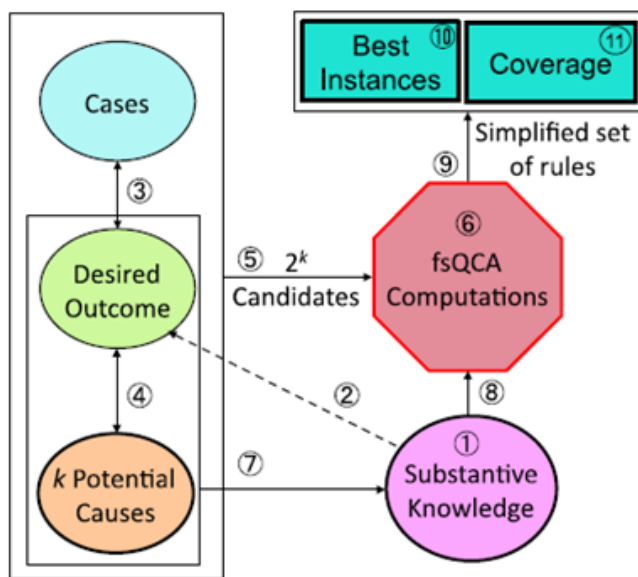 Cases
③
Desired
Outcome
④
k Potential
Causes
⑤ 2ᵏ
Candidates
②
⑦
⑩
Best
Instances
⑪
Coverage
Simplified set
of rules
⑨
⑥
fsQCA
Computations
⑧
①
Substantive
Knowledge